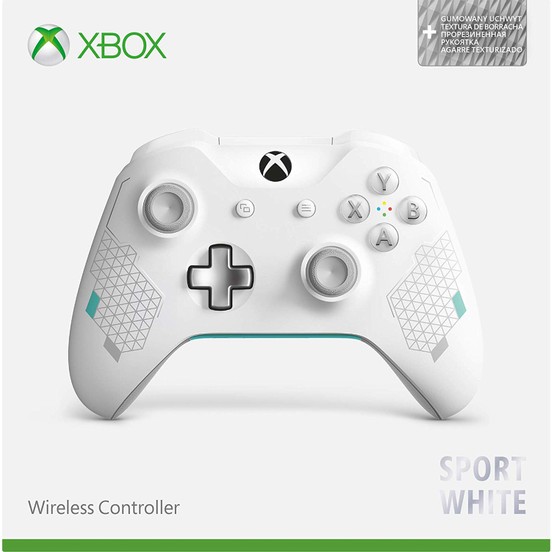 XBOX
+
GUMOWANY UCHWYT
TEXTURA DE BORRACHA
ПРОРЕЗИНЕННАЯ
РУКОЯТКА
AGARRE TEXTURIZADO
Y
X B
A
SPORT
WHITE
Wireless Controller